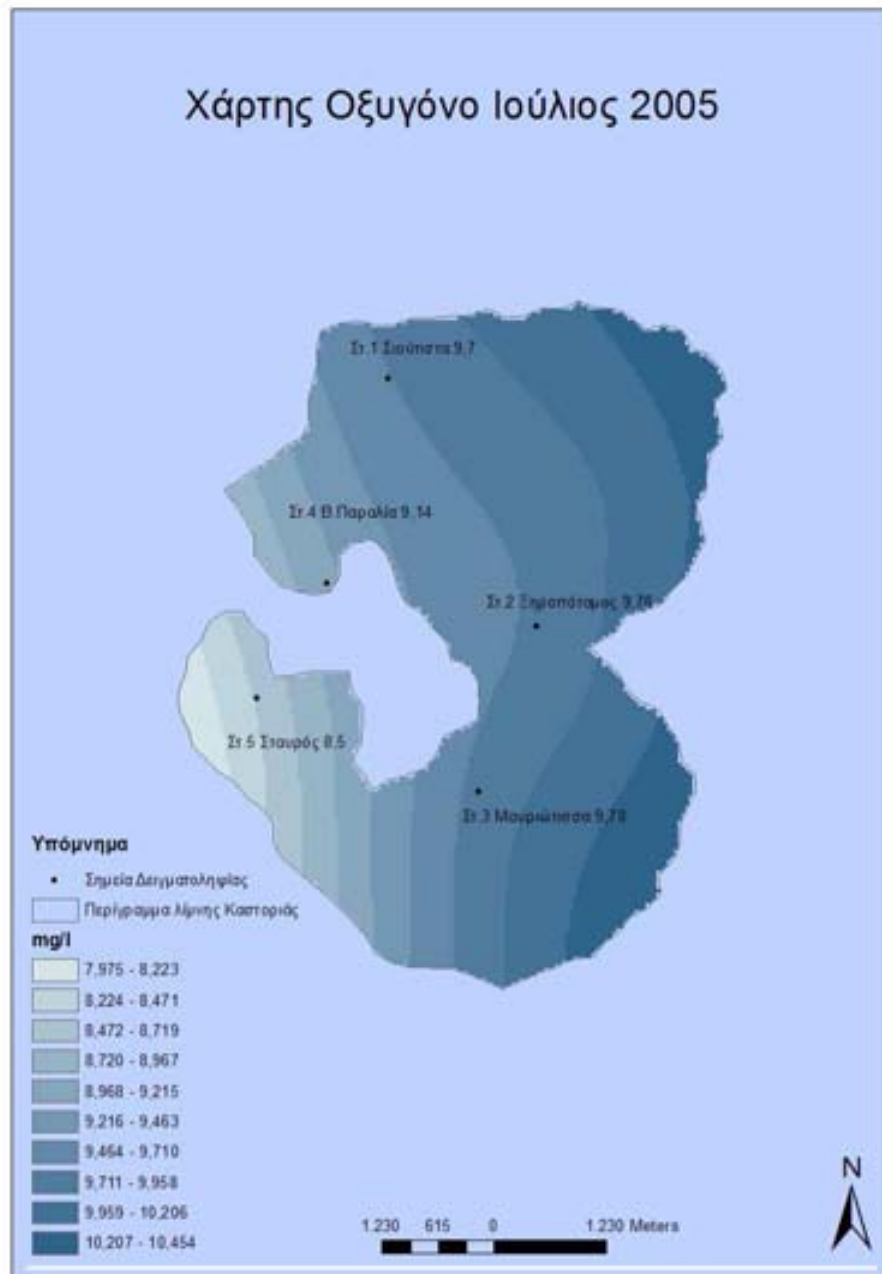 Χάρτης Οξυγόνο Ιούλιος 2005
Στ.1 Σιούπιτσα 9,7
Στ.4 Β.Παραλία 9,14
Στ.2 Ξηροπόταμος 9,76
Στ.5 Σταυρός 8,5
Στ.3 Μαυριώτισσα 9,78
Υπόμνημα
Σημεία Δειγματοληψίας
Περίγραμμα λίμνης Καστοριάς
mg/l
7,975 - 8,223
8,224 - 8,471
8,472 - 8,719
8,720 - 8,967
8,968 - 9,215
9,216 - 9,463
9,464 - 9,710
9,711 - 9,958
9,959 - 10,206
10,207 - 10,454
1.230 615 0 1.230 Meters
N